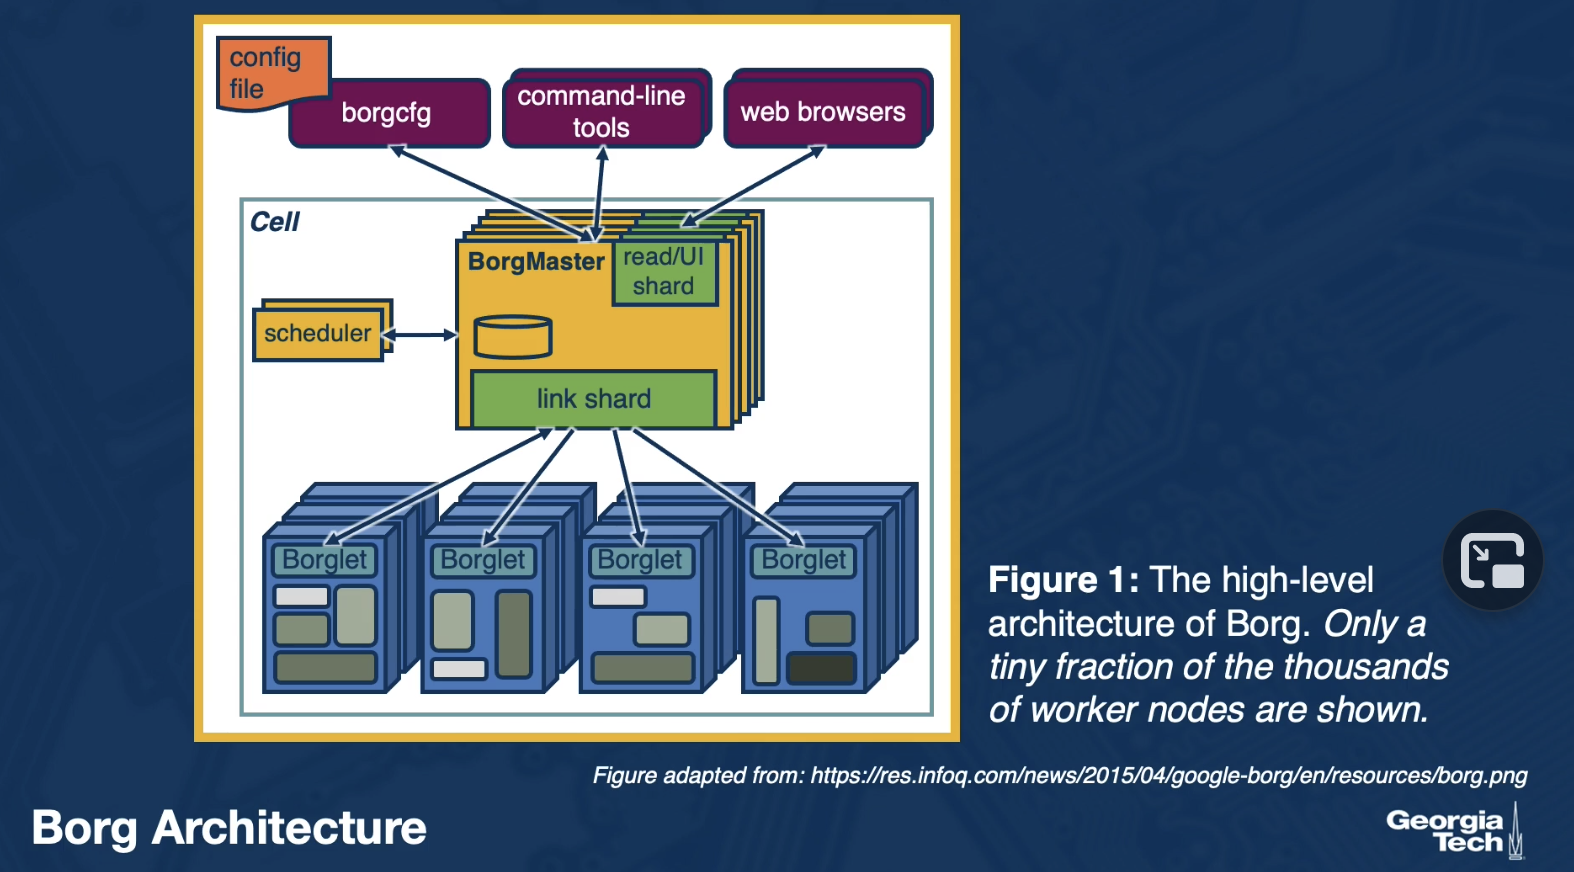 config
file
borgcfg
command-line
tools
web browsers
Cell
BorgMaster
read/UI
shard
scheduler
link shard
Borglet
Borglet
Borglet
Borglet
Figure 1: The high-level
architecture of Borg. Only a
tiny fraction of the thousands
of worker nodes are shown.
Figure adapted from: https://res.infoq.com/news/2015/04/google-borg/en/resources/borg.png
Borg Architecture
Georgia
Tech